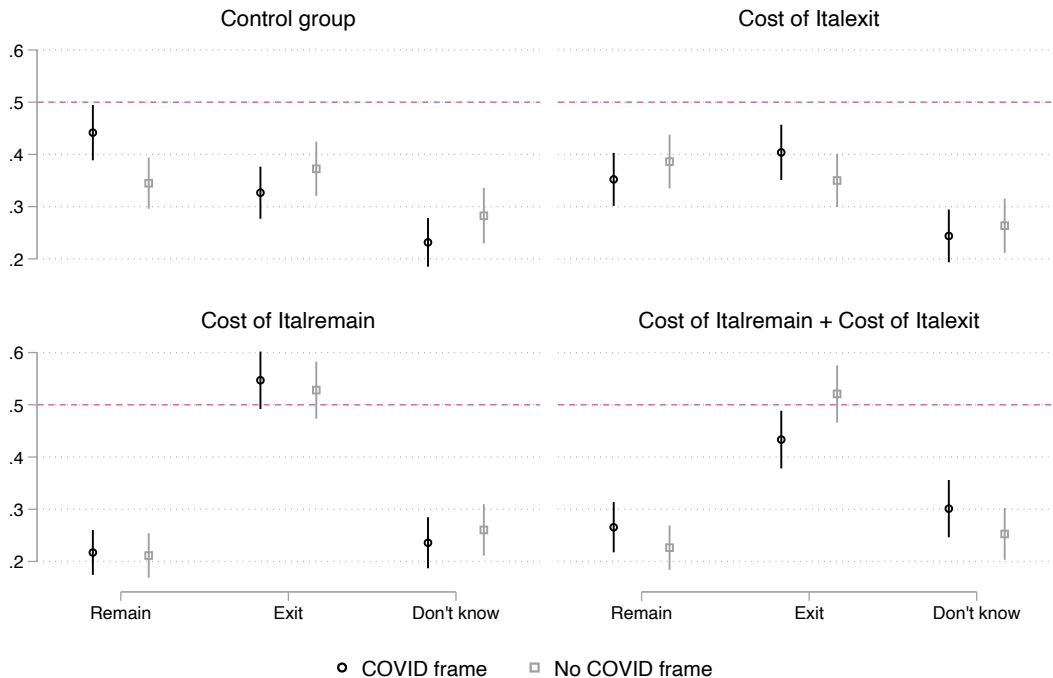 Control group
Cost of Italexit
.6
.5
.4
.3
.2
Cost of Italremain
Cost of Italremain + Cost of Italexit
.6
.5
.4
.3
.2
Remain Exit Don't know
Remain Exit Don't know
COVID frame No COVID frame